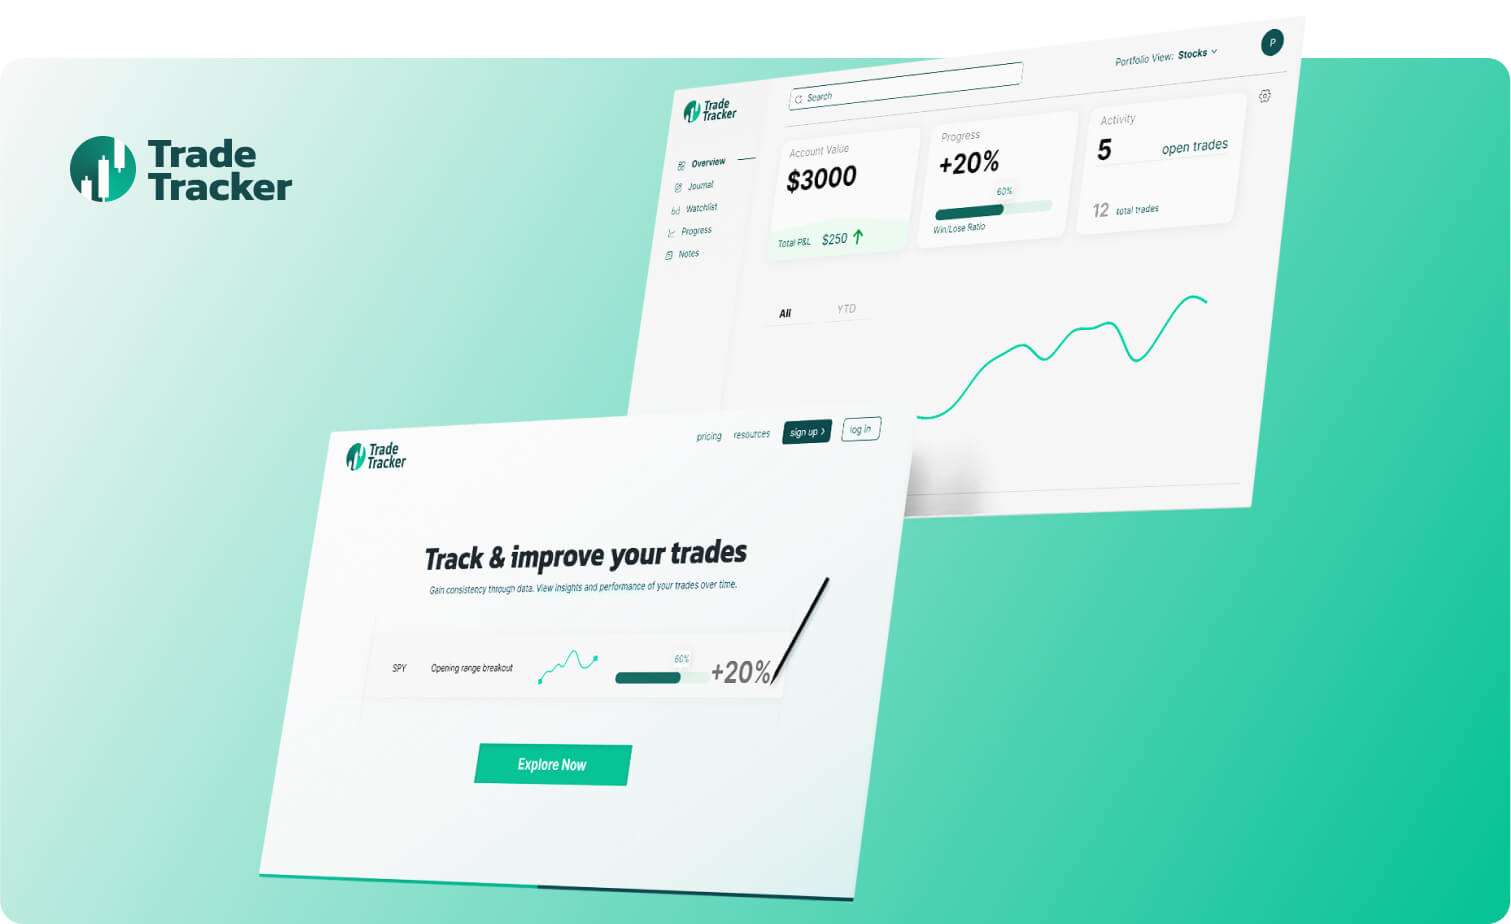 Trade
Tracker
Trade
Tracker
Search
Portfolio View: Stocks
P
Overview
Journal
Watchlist
Progress
Notes
Account Value
$3000
Total P&L $250
Progress
+20%
60%
Win/Lose Ratio
Activity
5 open trades
12 total trades
All YTD
Trade
Tracker
pricing resources sign up > log in
Track & improve your trades
Gain consistency through data. View insights and performance of your trades over time.
SPY Opening range breakout 60% +20%
Explore Now